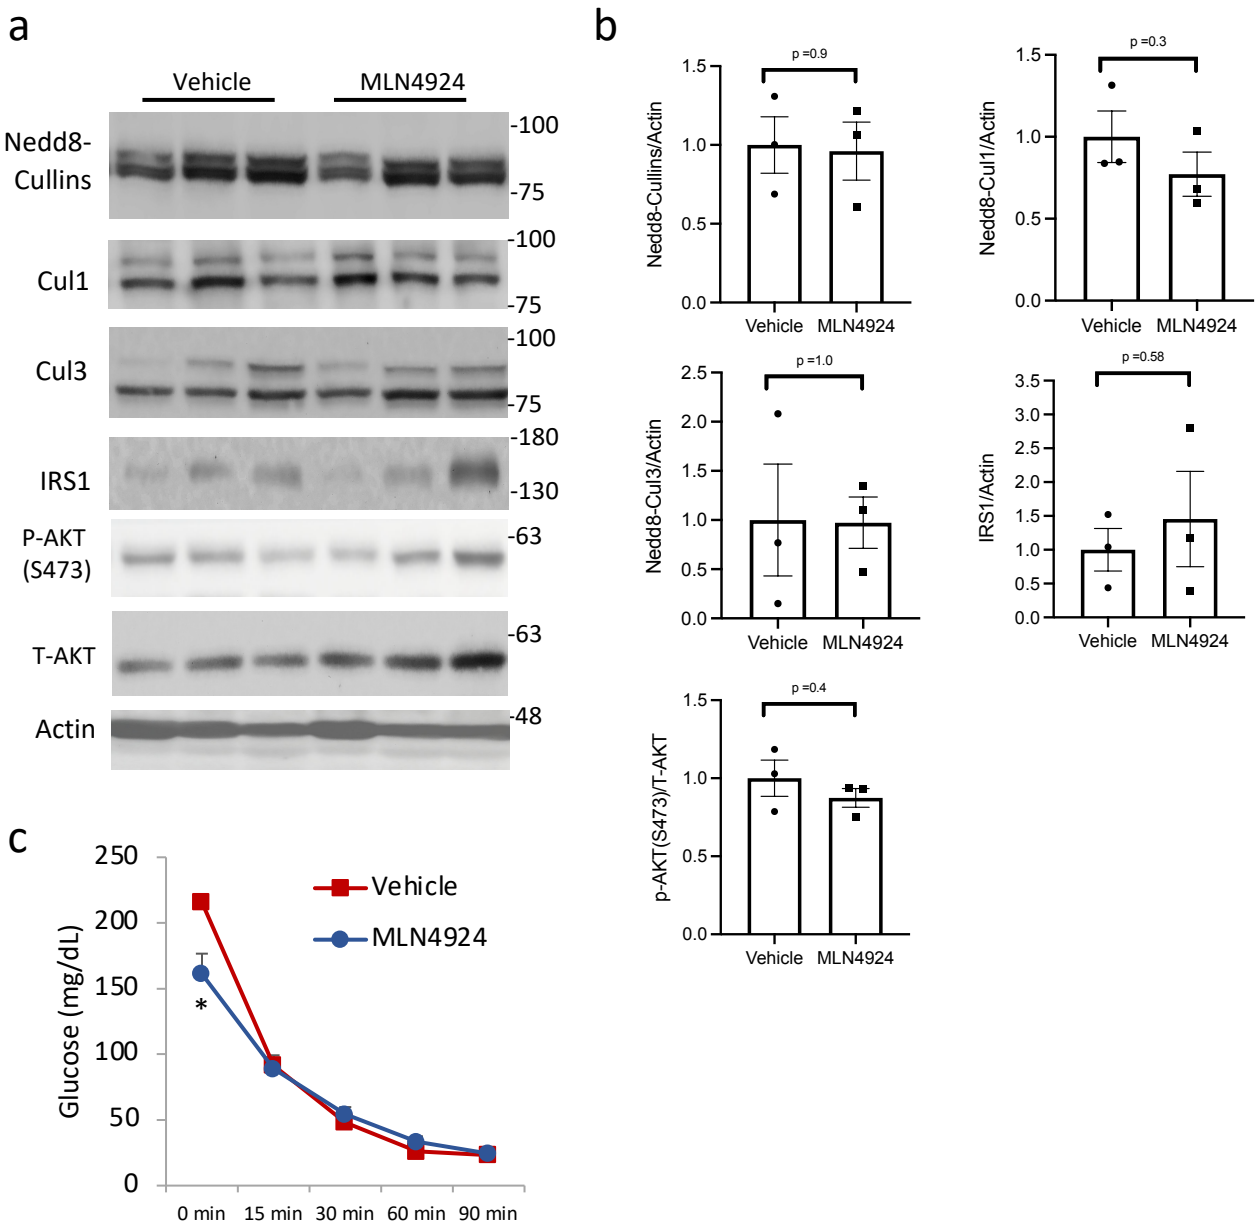 a
Vehicle MLN4924
Nedd8-
Cullins
-100
-75
Cul1
-100
-75
Cul3
-100
-75
IRS1
-180
-130
P-AKT
(S473)
-63
T-AKT
-63
Actin
-48
b
p =0.9
Nedd8-Cullins/Actin
1.5
1.0
0.5
0.0
Vehicle MLN4924
p =0.3
Nedd8-Cul1/Actin
1.5
1.0
0.5
0.0
Vehicle MLN4924
p =1.0
Nedd8-Cul3/Actin
2.5
2.0
1.5
1.0
0.5
0.0
Vehicle MLN4924
p =0.58
IRS1/Actin
3.5
3.0
2.5
2.0
1.5
1.0
0.5
0.0
Vehicle MLN4924
p =0.4
p-AKT(S473)/T-AKT
1.5
1.0
0.5
0.0
Vehicle MLN4924
c
Glucose (mg/dL)
250
200
150
100
50
0
Vehicle
MLN4924
*
0 min 15 min 30 min 60 min 90 min